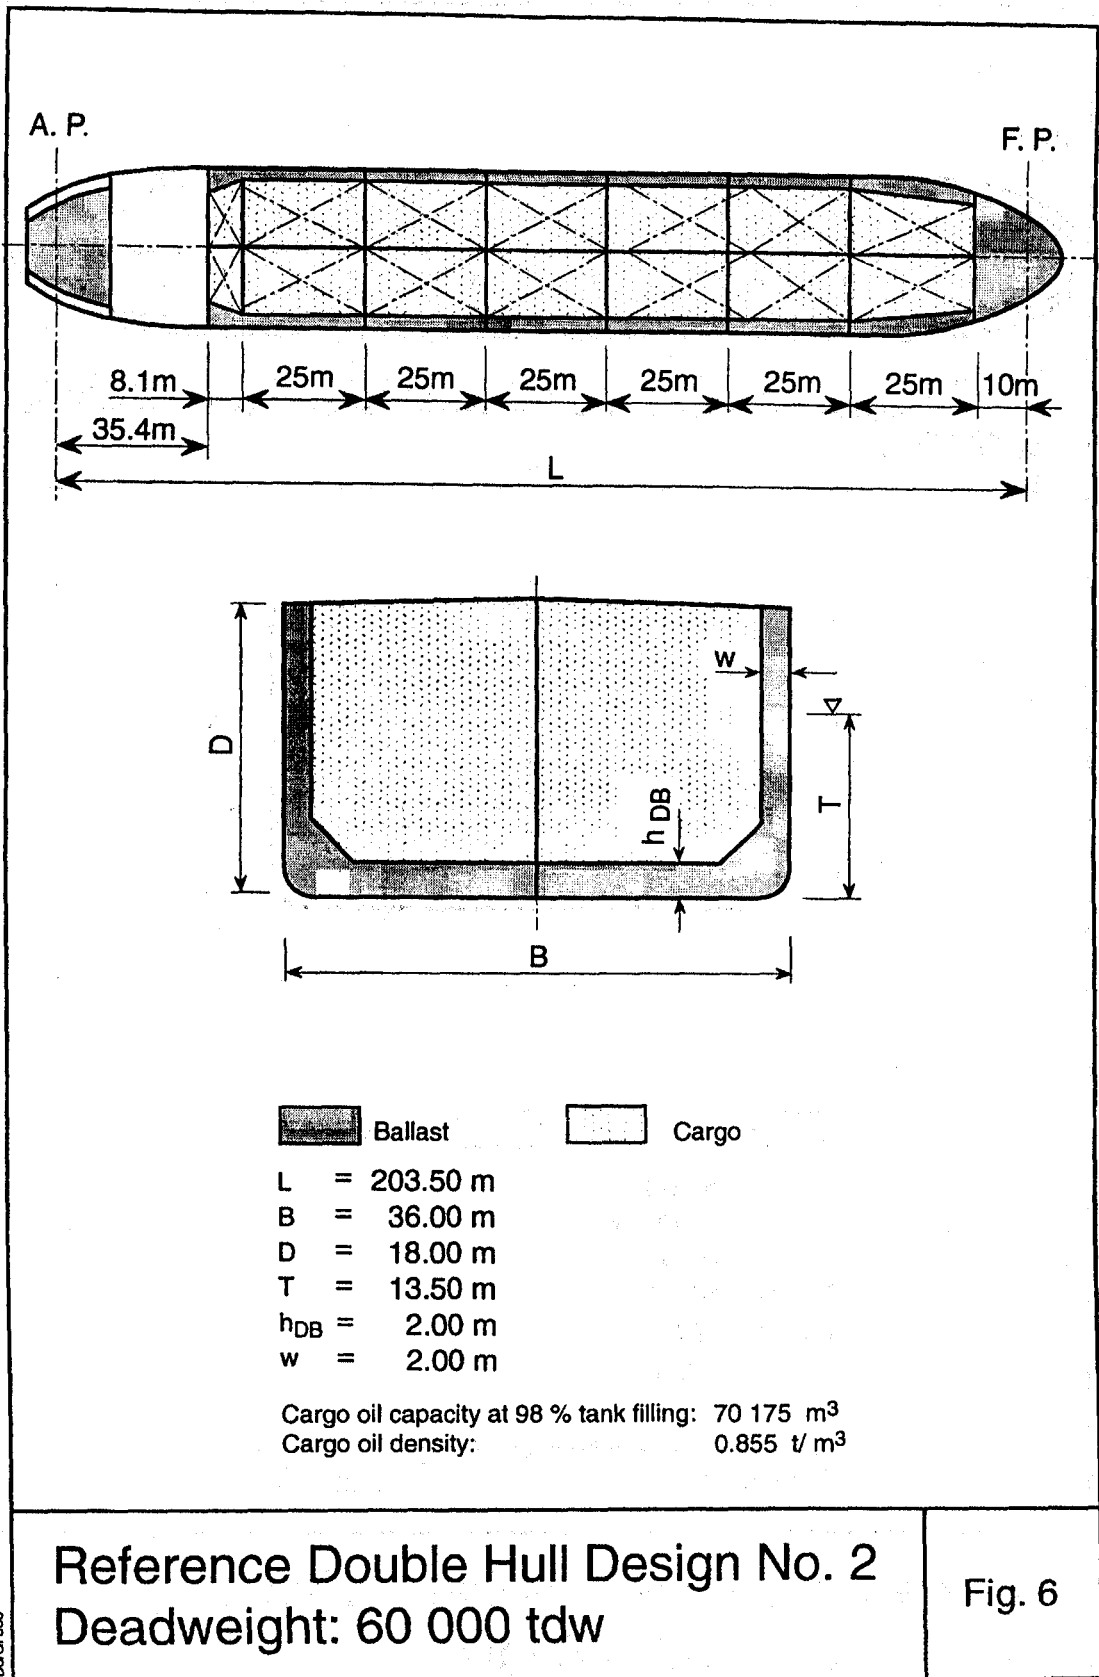 A. P.
F. P.
8.1m 25m 25m 25m 25m 25m 25m 10m
35.4m
L
w
D
T
h DB
B
Ballast Cargo
L = 203.50 m
B = 36.00 m
D = 18.00 m
T = 13.50 m
hDB = 2.00 m
w = 2.00 m
Cargo oil capacity at 98 % tank filling: 70 175 m³
Cargo oil density: 0.855 t/ m³
Reference Double Hull Design No. 2
Deadweight: 60 000 tdw
Fig. 6